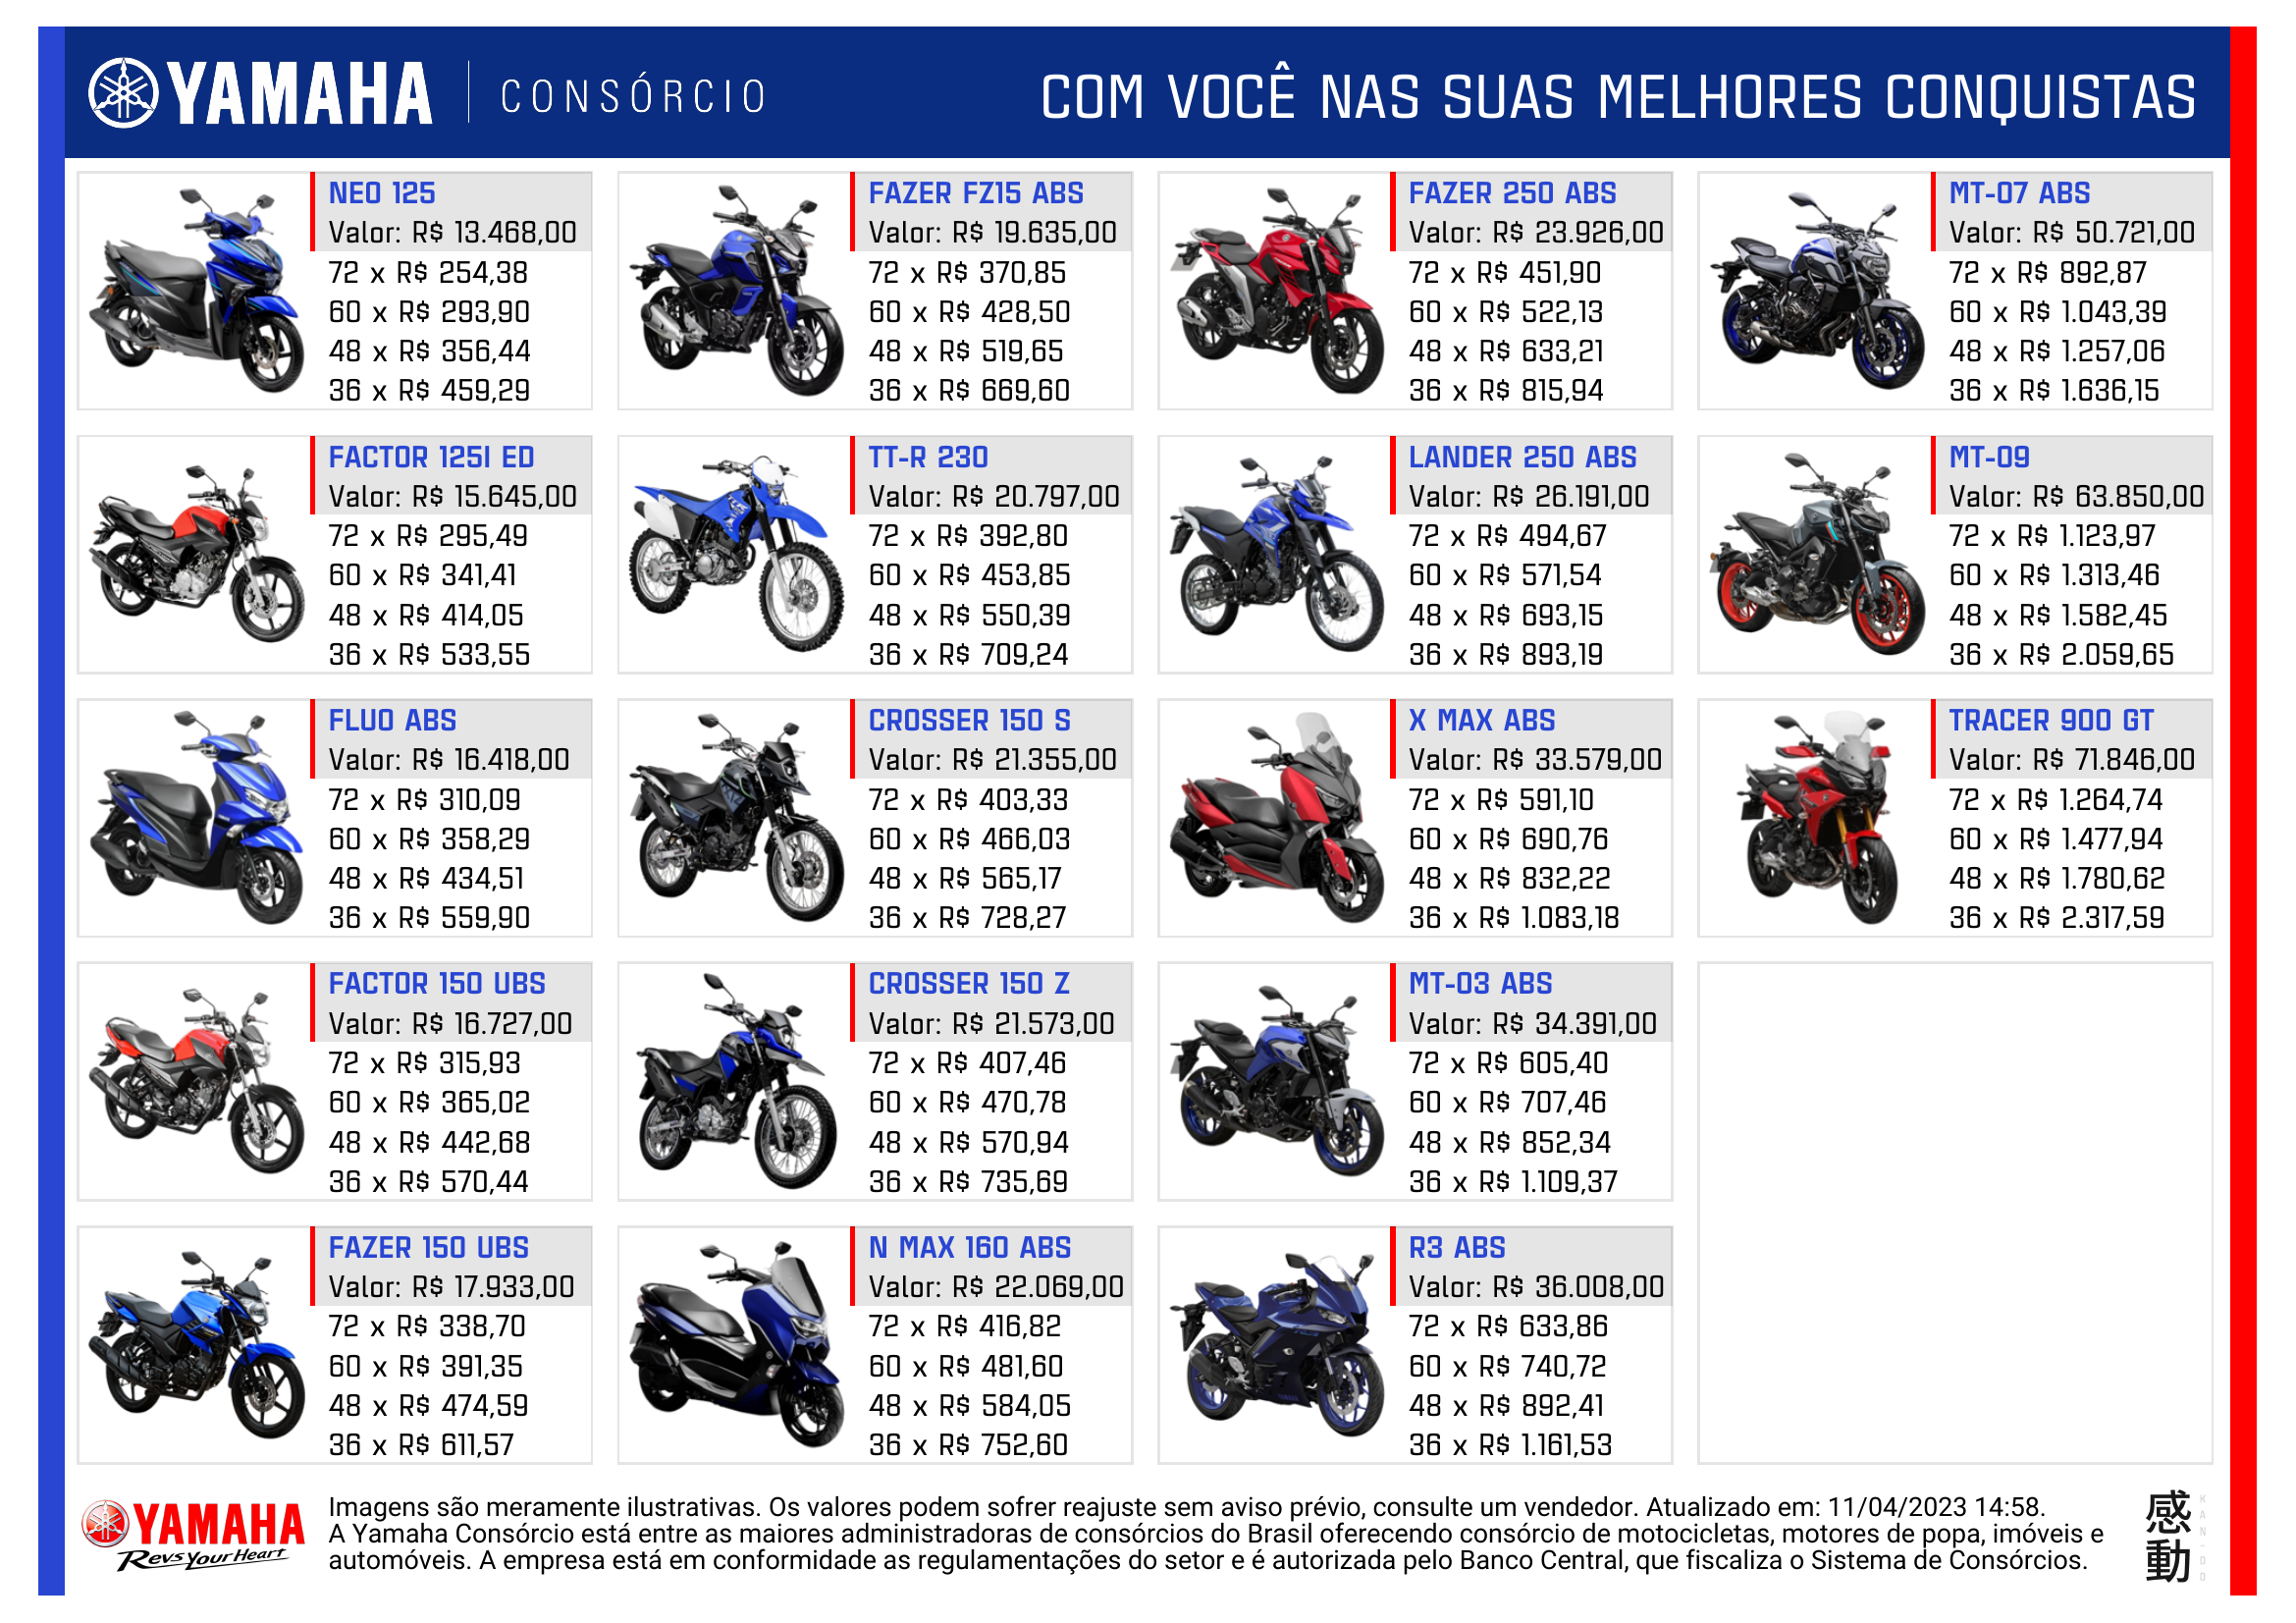 YAMAHA CONSÓRCIO
COM VOCÊ NAS SUAS MELHORES CONQUISTAS
NEO 125
Valor: R$ 13.468,00
72 x R$ 254,38
60 x R$ 293,90
48 x R$ 356,44
36 x R$ 459,29
FACTOR 125I ED
Valor: R$ 15.645,00
72 x R$ 295,49
60 x R$ 341,41
48 x R$ 414,05
36 x R$ 533,55
FLUO ABS
Valor: R$ 16.418,00
72 x R$ 310,09
60 x R$ 358,29
48 x R$ 434,51
36 x R$ 559,90
FACTOR 150 UBS
Valor: R$ 16.727,00
72 x R$ 315,93
60 x R$ 365,02
48 x R$ 442,68
36 x R$ 570,44
FAZER 150 UBS
Valor: R$ 17.933,00
72 x R$ 338,70
60 x R$ 391,35
48 x R$ 474,59
36 x R$ 611,57
FAZER FZ15 ABS
Valor: R$ 19.635,00
72 x R$ 370,85
60 x R$ 428,50
48 x R$ 519,65
36 x R$ 669,60
TT-R 230
Valor: R$ 20.797,00
72 x R$ 392,80
60 x R$ 453,85
48 x R$ 550,39
36 x R$ 709,24
CROSSER 150 S
Valor: R$ 21.355,00
72 x R$ 403,33
60 x R$ 466,03
48 x R$ 565,17
36 x R$ 728,27
CROSSER 150 Z
Valor: R$ 21.573,00
72 x R$ 407,46
60 x R$ 470,78
48 x R$ 570,94
36 x R$ 735,69
N MAX 160 ABS
Valor: R$ 22.069,00
72 x R$ 416,82
60 x R$ 481,60
48 x R$ 584,05
36 x R$ 752,60
FAZER 250 ABS
Valor: R$ 23.926,00
72 x R$ 451,90
60 x R$ 522,13
48 x R$ 633,21
36 x R$ 815,94
LANDER 250 ABS
Valor: R$ 26.191,00
72 x R$ 494,67
60 x R$ 571,54
48 x R$ 693,15
36 x R$ 893,19
X MAX ABS
Valor: R$ 33.579,00
72 x R$ 591,10
60 x R$ 690,76
48 x R$ 832,22
36 x R$ 1.083,18
MT-03 ABS
Valor: R$ 34.391,00
72 x R$ 605,40
60 x R$ 707,46
48 x R$ 852,34
36 x R$ 1.109,37
R3 ABS
Valor: R$ 36.008,00
72 x R$ 633,86
60 x R$ 740,72
48 x R$ 892,41
36 x R$ 1.161,53
MT-07 ABS
Valor: R$ 50.721,00
72 x R$ 892,87
60 x R$ 1.043,39
48 x R$ 1.257,06
36 x R$ 1.636,15
MT-09
Valor: R$ 63.850,00
72 x R$ 1.123,97
60 x R$ 1.313,46
48 x R$ 1.582,45
36 x R$ 2.059,65
TRACER 900 GT
Valor: R$ 71.846,00
72 x R$ 1.264,74
60 x R$ 1.477,94
48 x R$ 1.780,62
36 x R$ 2.317,59
YAMAHA
Revs Your Heart
Imagens são meramente ilustrativas. Os valores podem sofrer reajuste sem aviso prévio, consulte um vendedor. Atualizado em: 11/04/2023 14:58.
A Yamaha Consórcio está entre as maiores administradoras de consórcios do Brasil oferecendo consórcio de motocicletas, motores de popa, imóveis e
automóveis. A empresa está em conformidade as regulamentações do setor e é autorizada pelo Banco Central, que fiscaliza o Sistema de Consórcios.
感動
KAN-DO